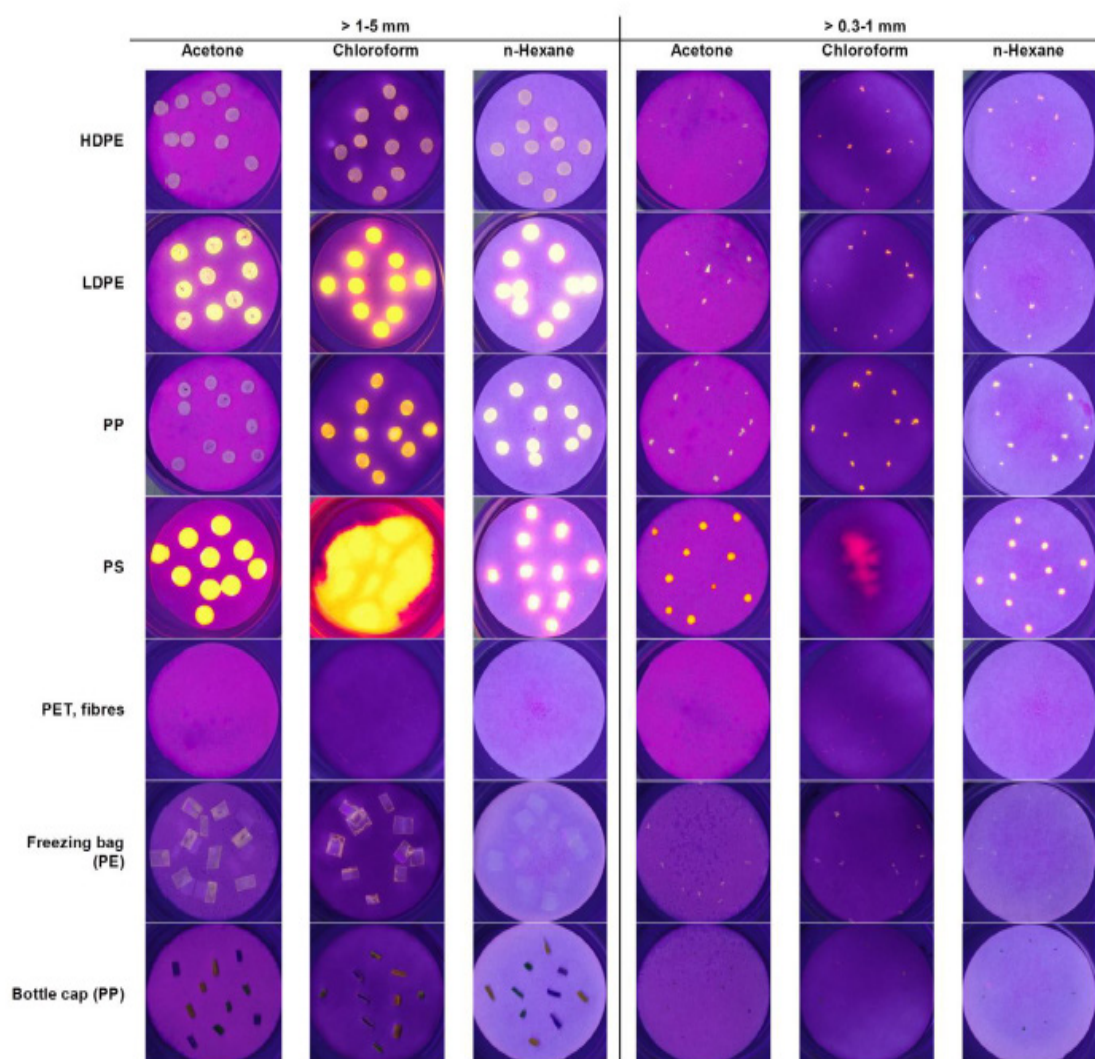 > 1-5 mm > 0.3-1 mm
Acetone Chloroform n-Hexane Acetone Chloroform n-Hexane
HDPE
LDPE
PP
PS
PET, fibres
Freezing bag
(PE)
Bottle cap (PP)